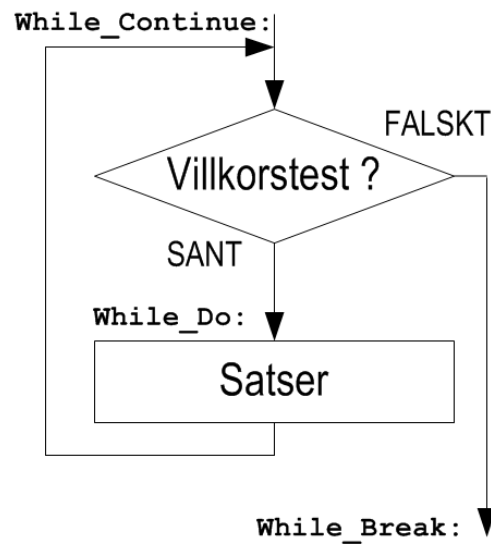 While_Continue:
FALSKT
Villkorstest ?
SANT
While_Do:
Satser
While_Break: